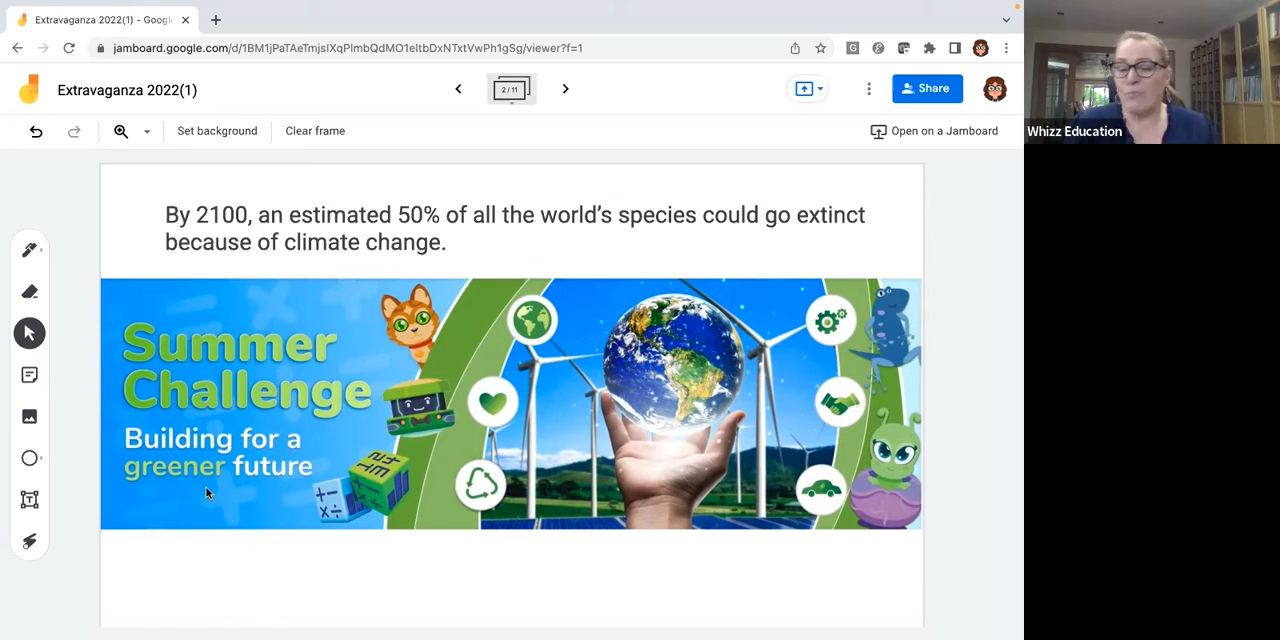 Extravaganza 2022(1) - Googl
jamboard.google.com/d/1BM1jPaTAeTmjslXqPlmbQdMO1eltbDxNTxtVwPh1gSg/viewer?f=1
Extravaganza 2022(1)
2 / 11
Share
Set background
Clear frame
Open on a Jamboard
Whizz Education
By 2100, an estimated 50% of all the world's species could go extinct
because of climate change.
Summer
Challenge
Building for a
greener future